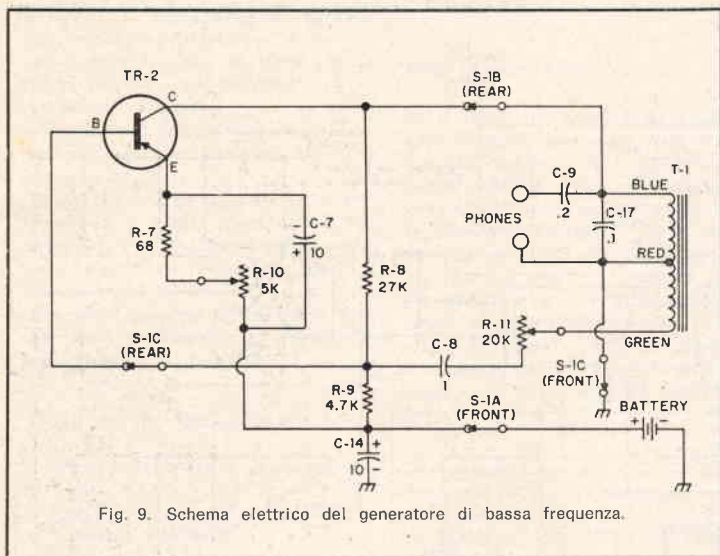 TR-2
C
B
E
S-1B
(REAR)
C-9
.2
T-1
BLUE
C-17
.1
PHONES
RED
R-7
68
-
C-7
+
10
R-10
5K
R-8
27K
R-11
20K
C-8
1
GREEN
S-1C
(REAR)
S-1C
(FRONT)
R-9
4.7K
S-1A
(FRONT)
BATTERY
+
-
C-14
+
10
-
Fig. 9. Schema elettrico del generatore di bassa frequenza.